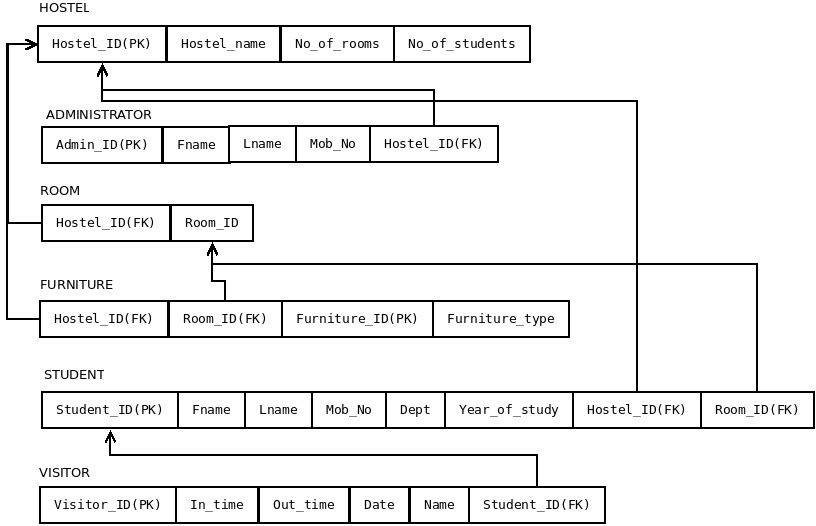 HOSTEL
Hostel_ID(PK) Hostel_name No_of_rooms No_of_students
ADMINISTRATOR
Admin_ID(PK) Fname Lname Mob_No Hostel_ID(FK)
ROOM
Hostel_ID(FK) Room_ID
FURNITURE
Hostel_ID(FK) Room_ID(FK) Furniture_ID(PK) Furniture_type
STUDENT
Student_ID(PK) Fname Lname Mob_No Dept Year_of_study Hostel_ID(FK) Room_ID(FK)
VISITOR
Visitor_ID(PK) In_time Out_time Date Name Student_ID(FK)